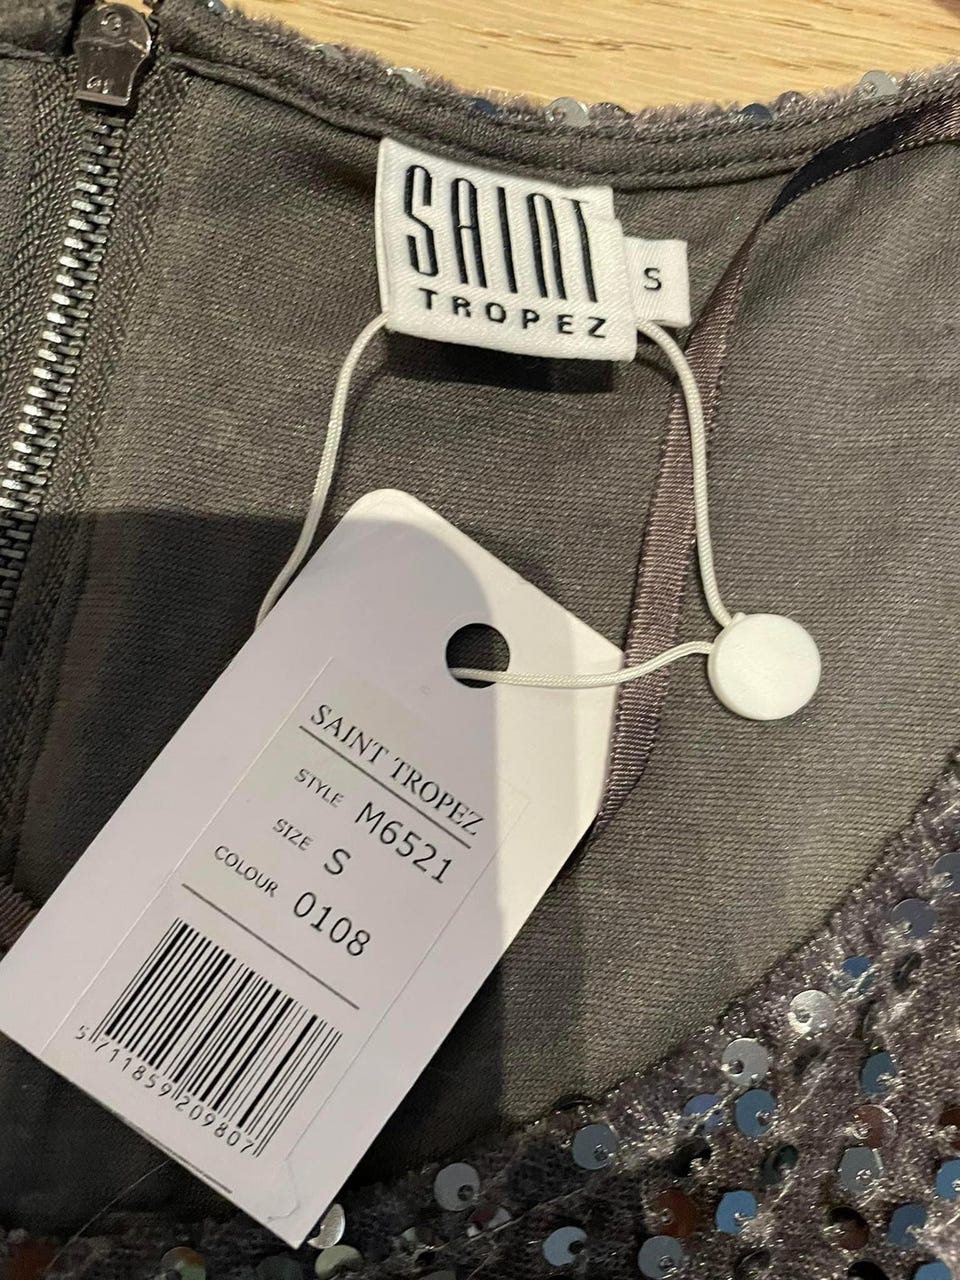 SAINT
TROPEZ
S
SAINT TROPEZ
STYLE M6521
SIZE S
COLOUR 0108
5711859209807